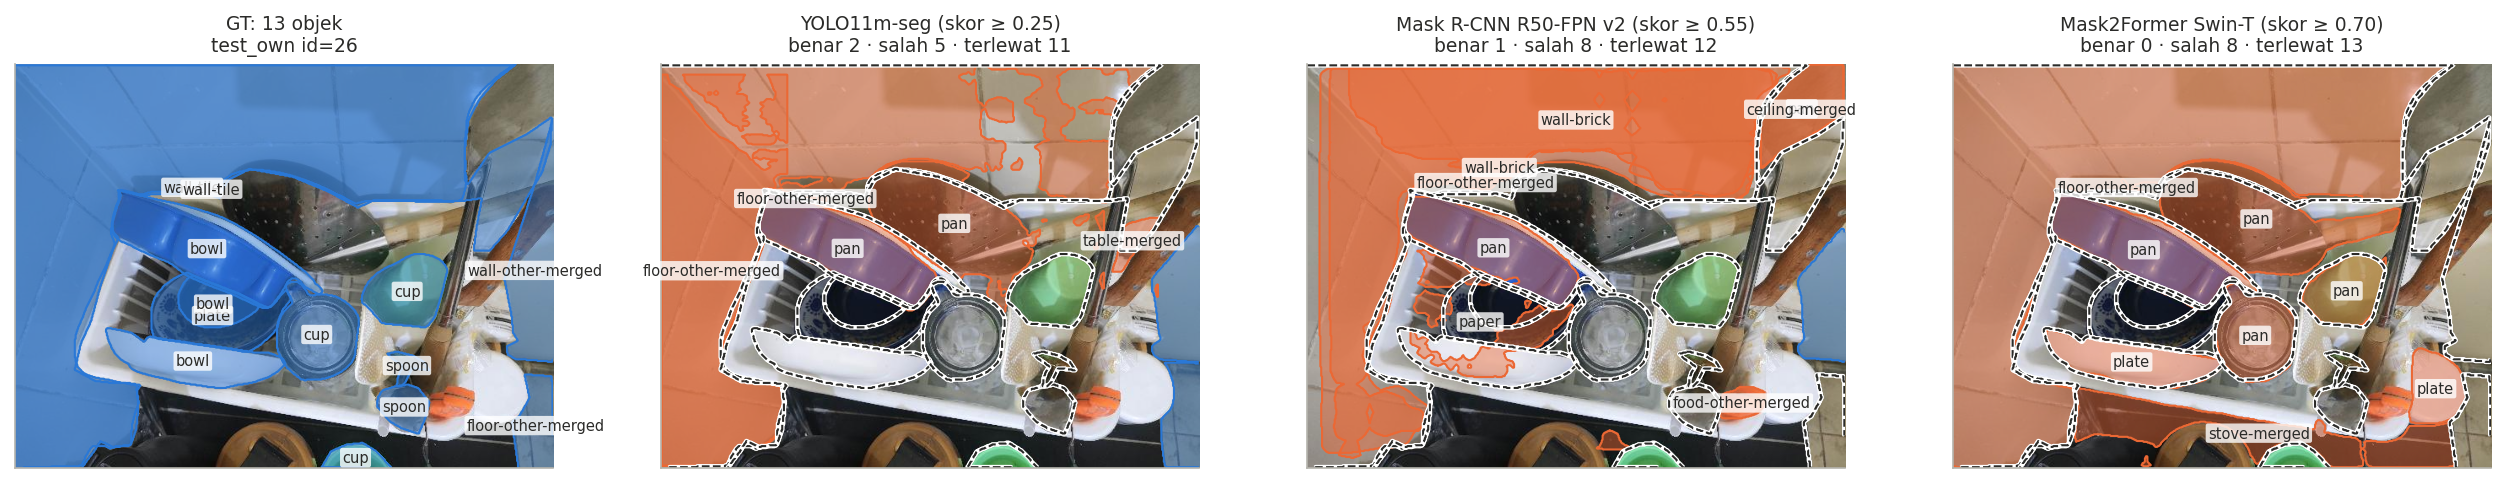 GT: 13 objek
test_own id=26
wall-tile
bowl
bowl
plate
cup
cup
bowl
spoon
spoon
wall-other-merged
floor-other-merged
cup
YOLO11m-seg (skor ≥ 0.25)
benar 2 · salah 5 · terlewat 11
floor-other-merged
pan
pan
table-merged
floor-other-merged
Mask R-CNN R50-FPN v2 (skor ≥ 0.55)
benar 1 · salah 8 · terlewat 12
ceiling-merged
wall-brick
wall-brick
floor-other-merged
pan
paper
food-other-merged
Mask2Former Swin-T (skor ≥ 0.70)
benar 0 · salah 8 · terlewat 13
floor-other-merged
pan
pan
pan
pan
plate
plate
stove-merged